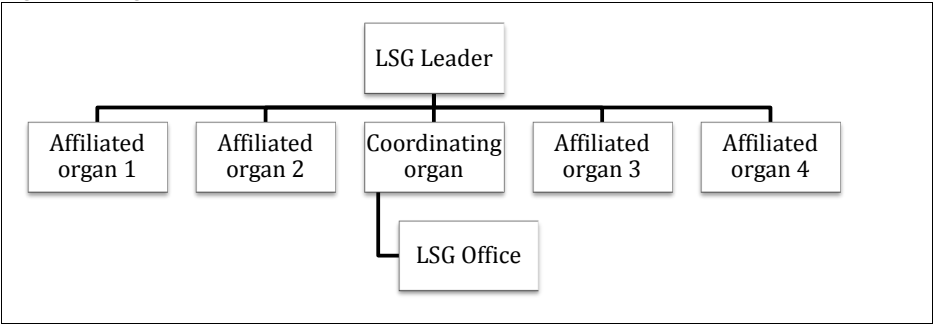 LSG Leader
Affiliated
organ 1
Affiliated
organ 2
Coordinating
organ
Affiliated
organ 3
Affiliated
organ 4
LSG Office